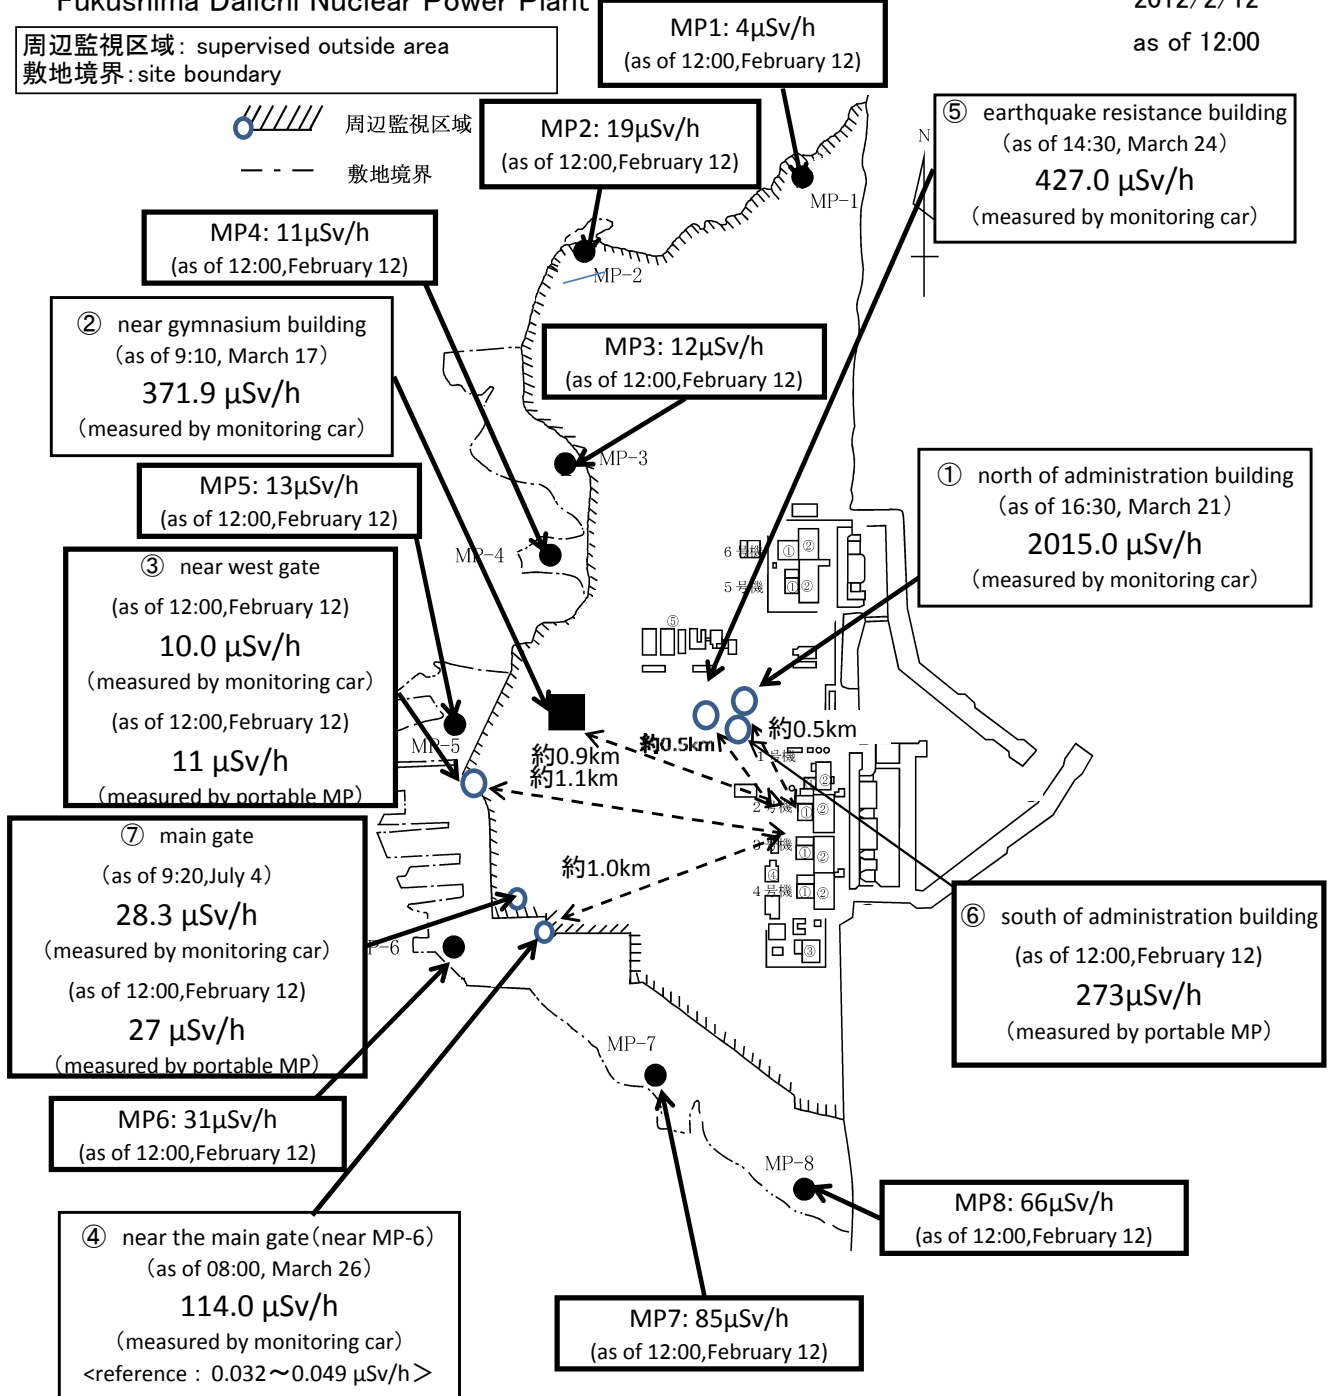 Fukushima Daiichi Nuclear Power Plant
2012/2/12
as of 12:00
周辺監視区域: supervised outside area
敷地境界:site boundary
周辺監視区域
敷地境界
MP1: 4μSv/h
(as of 12:00,February 12)
MP2: 19μSv/h
(as of 12:00,February 12)
⑤ earthquake resistance building
(as of 14:30, March 24)
427.0 μSv/h
(measured by monitoring car)
N
MP-1
MP4: 11μSv/h
(as of 12:00,February 12)
MP-2
② near gymnasium building
(as of 9:10, March 17)
371.9 μSv/h
(measured by monitoring car)
MP3: 12μSv/h
(as of 12:00,February 12)
MP-3
MP5: 13μSv/h
(as of 12:00,February 12)
① north of administration building
(as of 16:30, March 21)
2015.0 μSv/h
(measured by monitoring car)
MP-4
③ near west gate
(as of 12:00,February 12)
10.0 μSv/h
(measured by monitoring car)
(as of 12:00,February 12)
11 μSv/h
(measured by portable MP)
6号機
① ②
5号機
① ②
⑤
MP-5
約0.9km
約1.1km
約0.5km
約0.5km
1号機
②
2号機
① ②
3号機
① ②
④
4号機
① ②
③
約1.0km
⑦ main gate
(as of 9:20,July 4)
28.3 μSv/h
(measured by monitoring car)
(as of 12:00,February 12)
27 μSv/h
(measured by portable MP)
P-6
⑥ south of administration building
(as of 12:00,February 12)
273μSv/h
(measured by portable MP)
MP-7
MP6: 31μSv/h
(as of 12:00,February 12)
MP-8
MP8: 66μSv/h
(as of 12:00,February 12)
④ near the main gate(near MP-6)
(as of 08:00, March 26)
114.0 μSv/h
(measured by monitoring car)
<reference : 0.032～0.049 μSv/h＞
MP7: 85μSv/h
(as of 12:00,February 12)